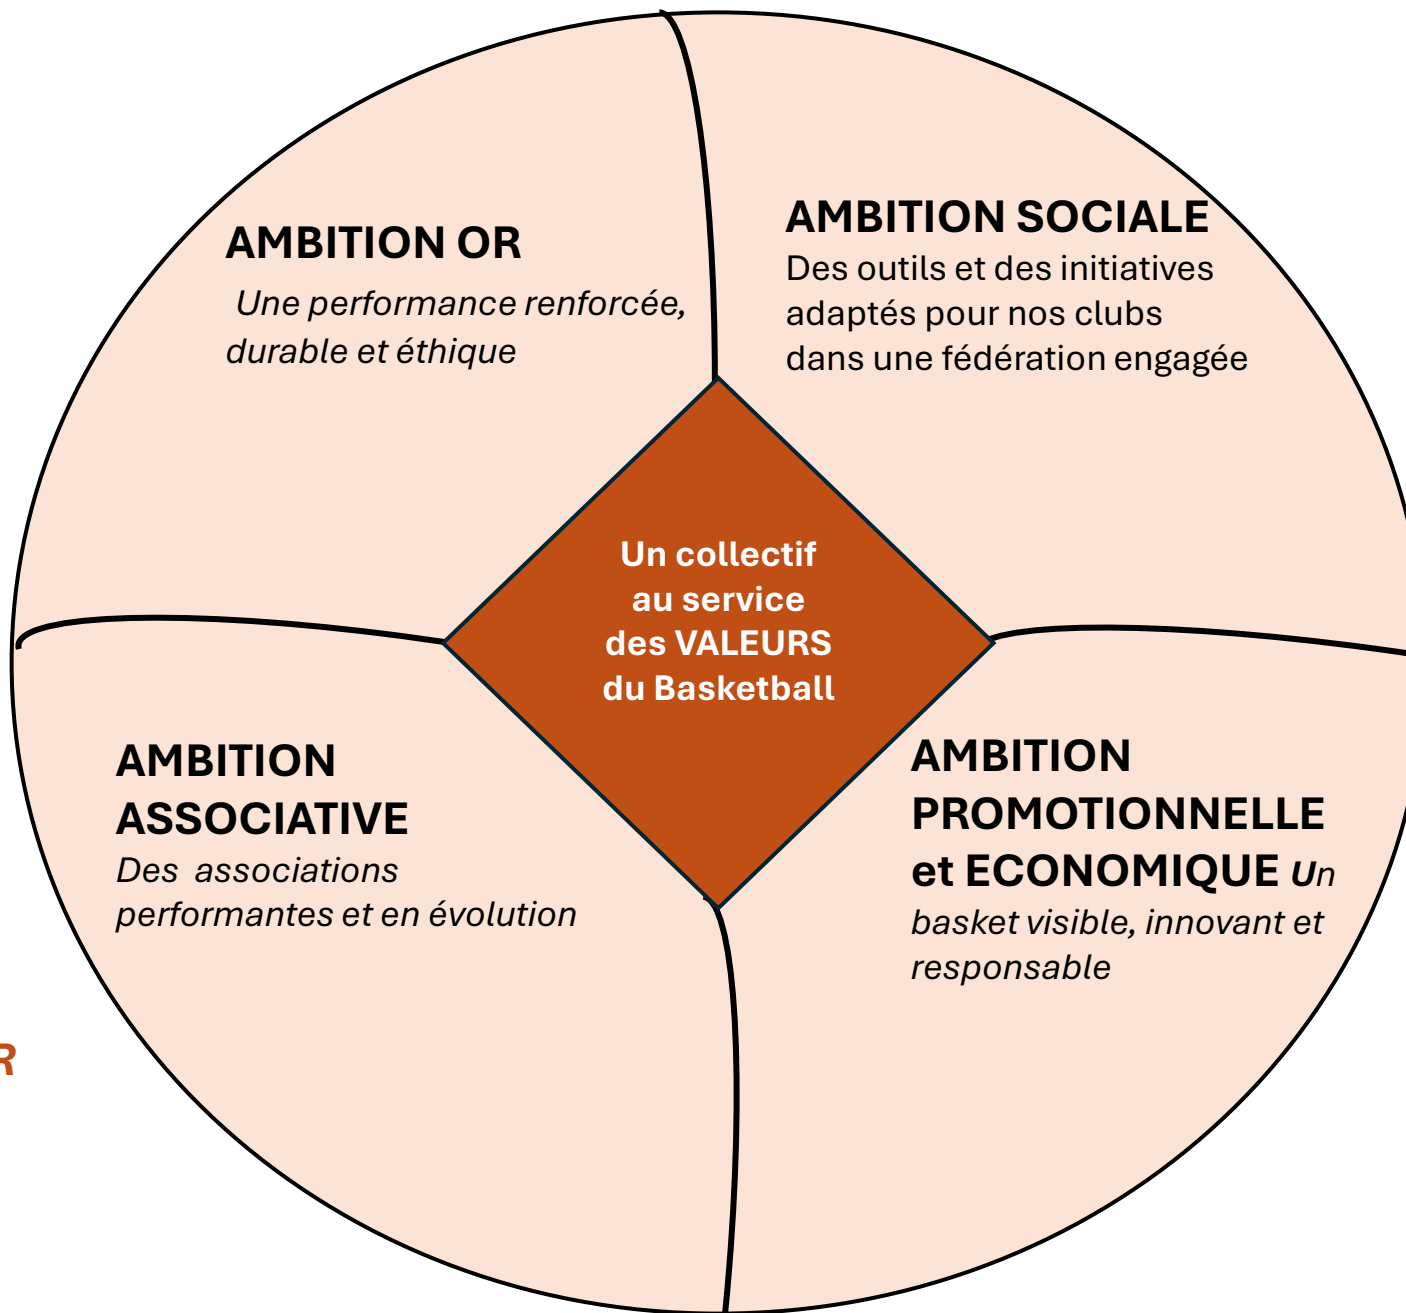 AMBITION OR
Une performance renforcée,
durable et éthique
AMBITION SOCIALE
Des outils et des initiatives
adaptés pour nos clubs
dans une fédération engagée
Un collectif
au service
des VALEURS
du Basketball
AMBITION
ASSOCIATIVE
Des associations
performantes et en évolution
AMBITION
PROMOTIONNELLE
et ECONOMIQUE Un
basket visible, innovant et
responsable
R